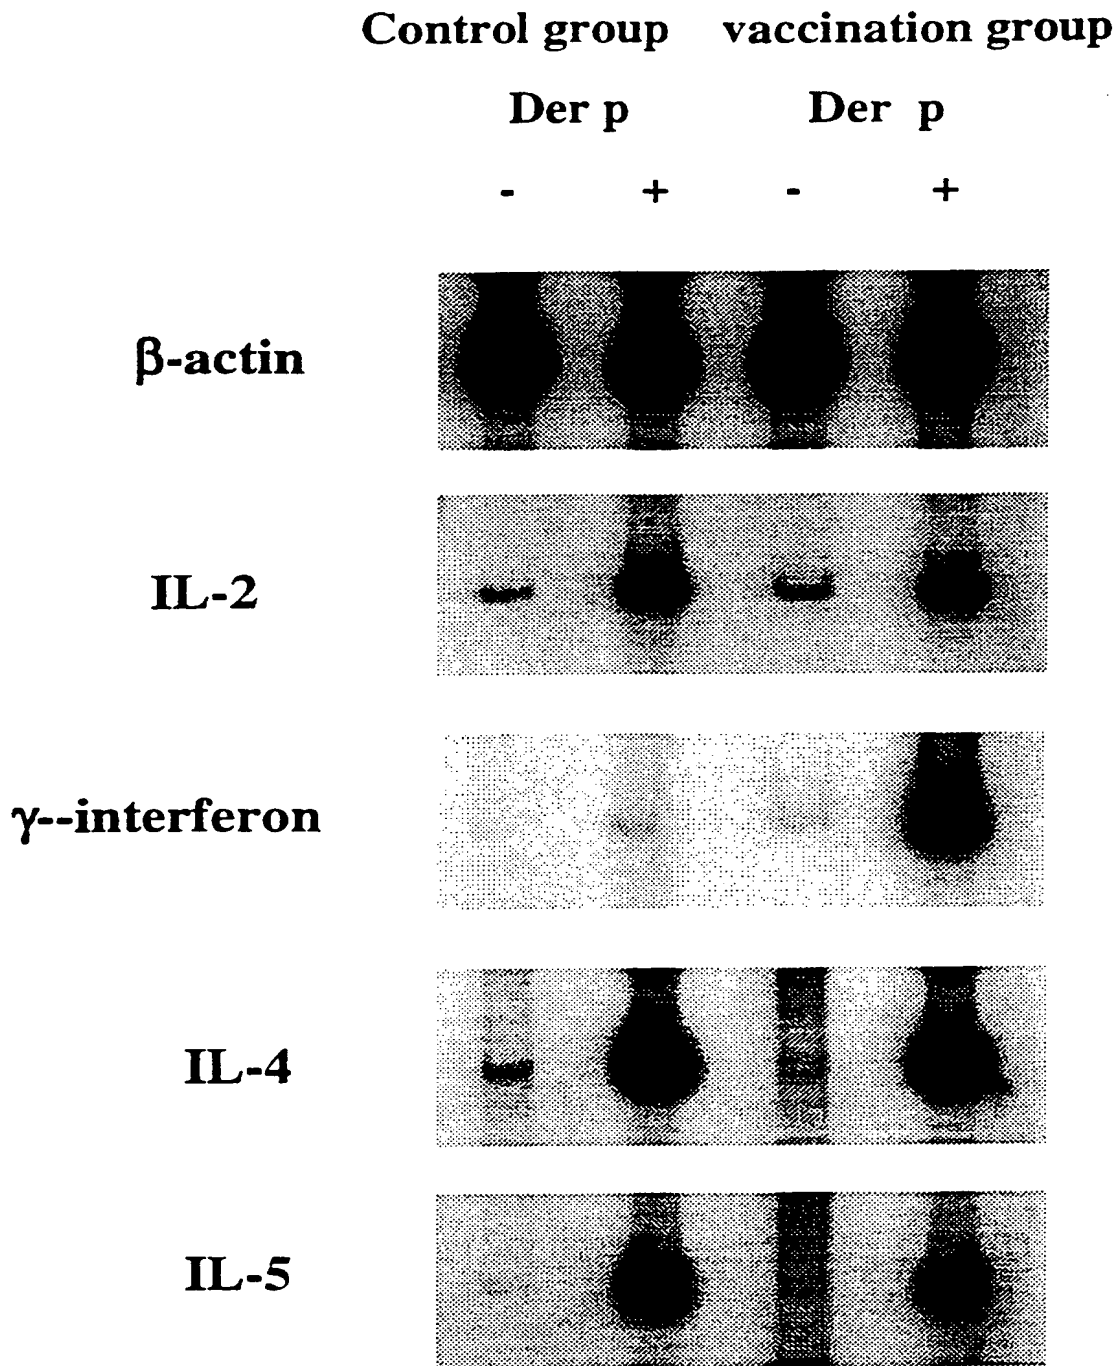 Control group vaccination group
Der p Der p
- + - +
β-actin
IL-2
γ--interferon
IL-4
IL-5